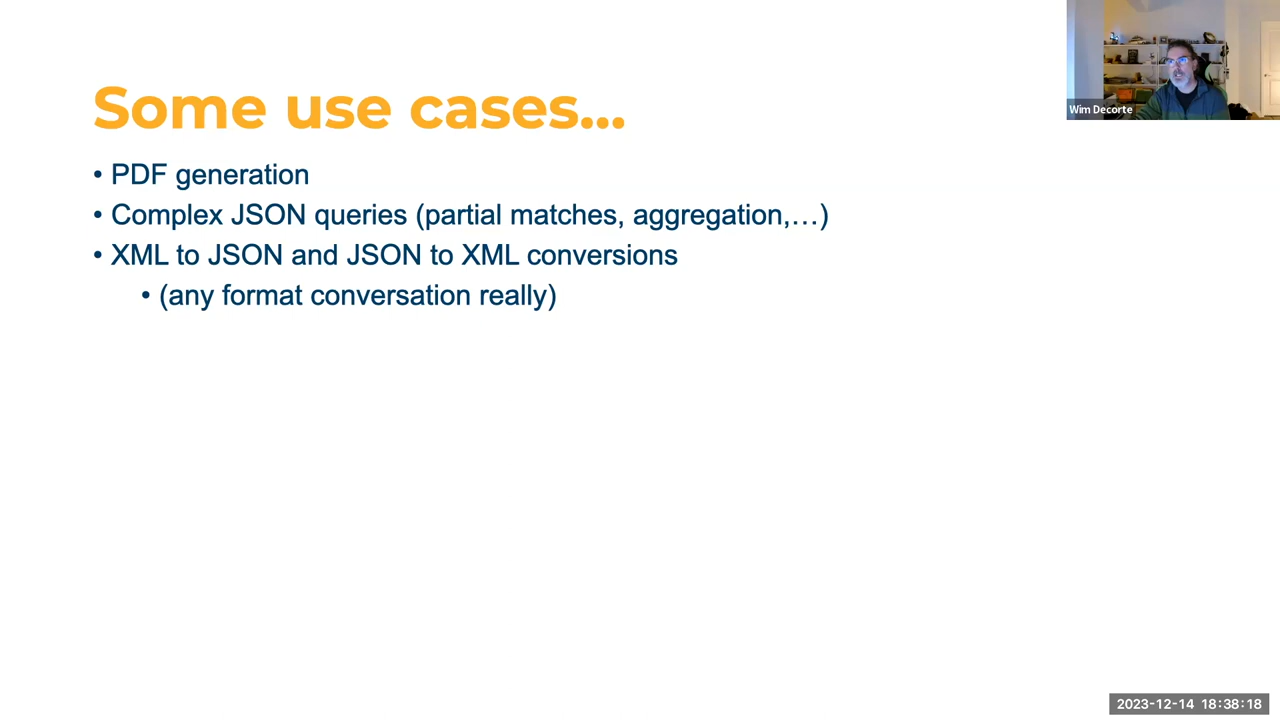 Some use cases...
• PDF generation
• Complex JSON queries (partial matches, aggregation,…)
• XML to JSON and JSON to XML conversions
• (any format conversation really)
Wim Decorte
2023-12-14 18:38:18